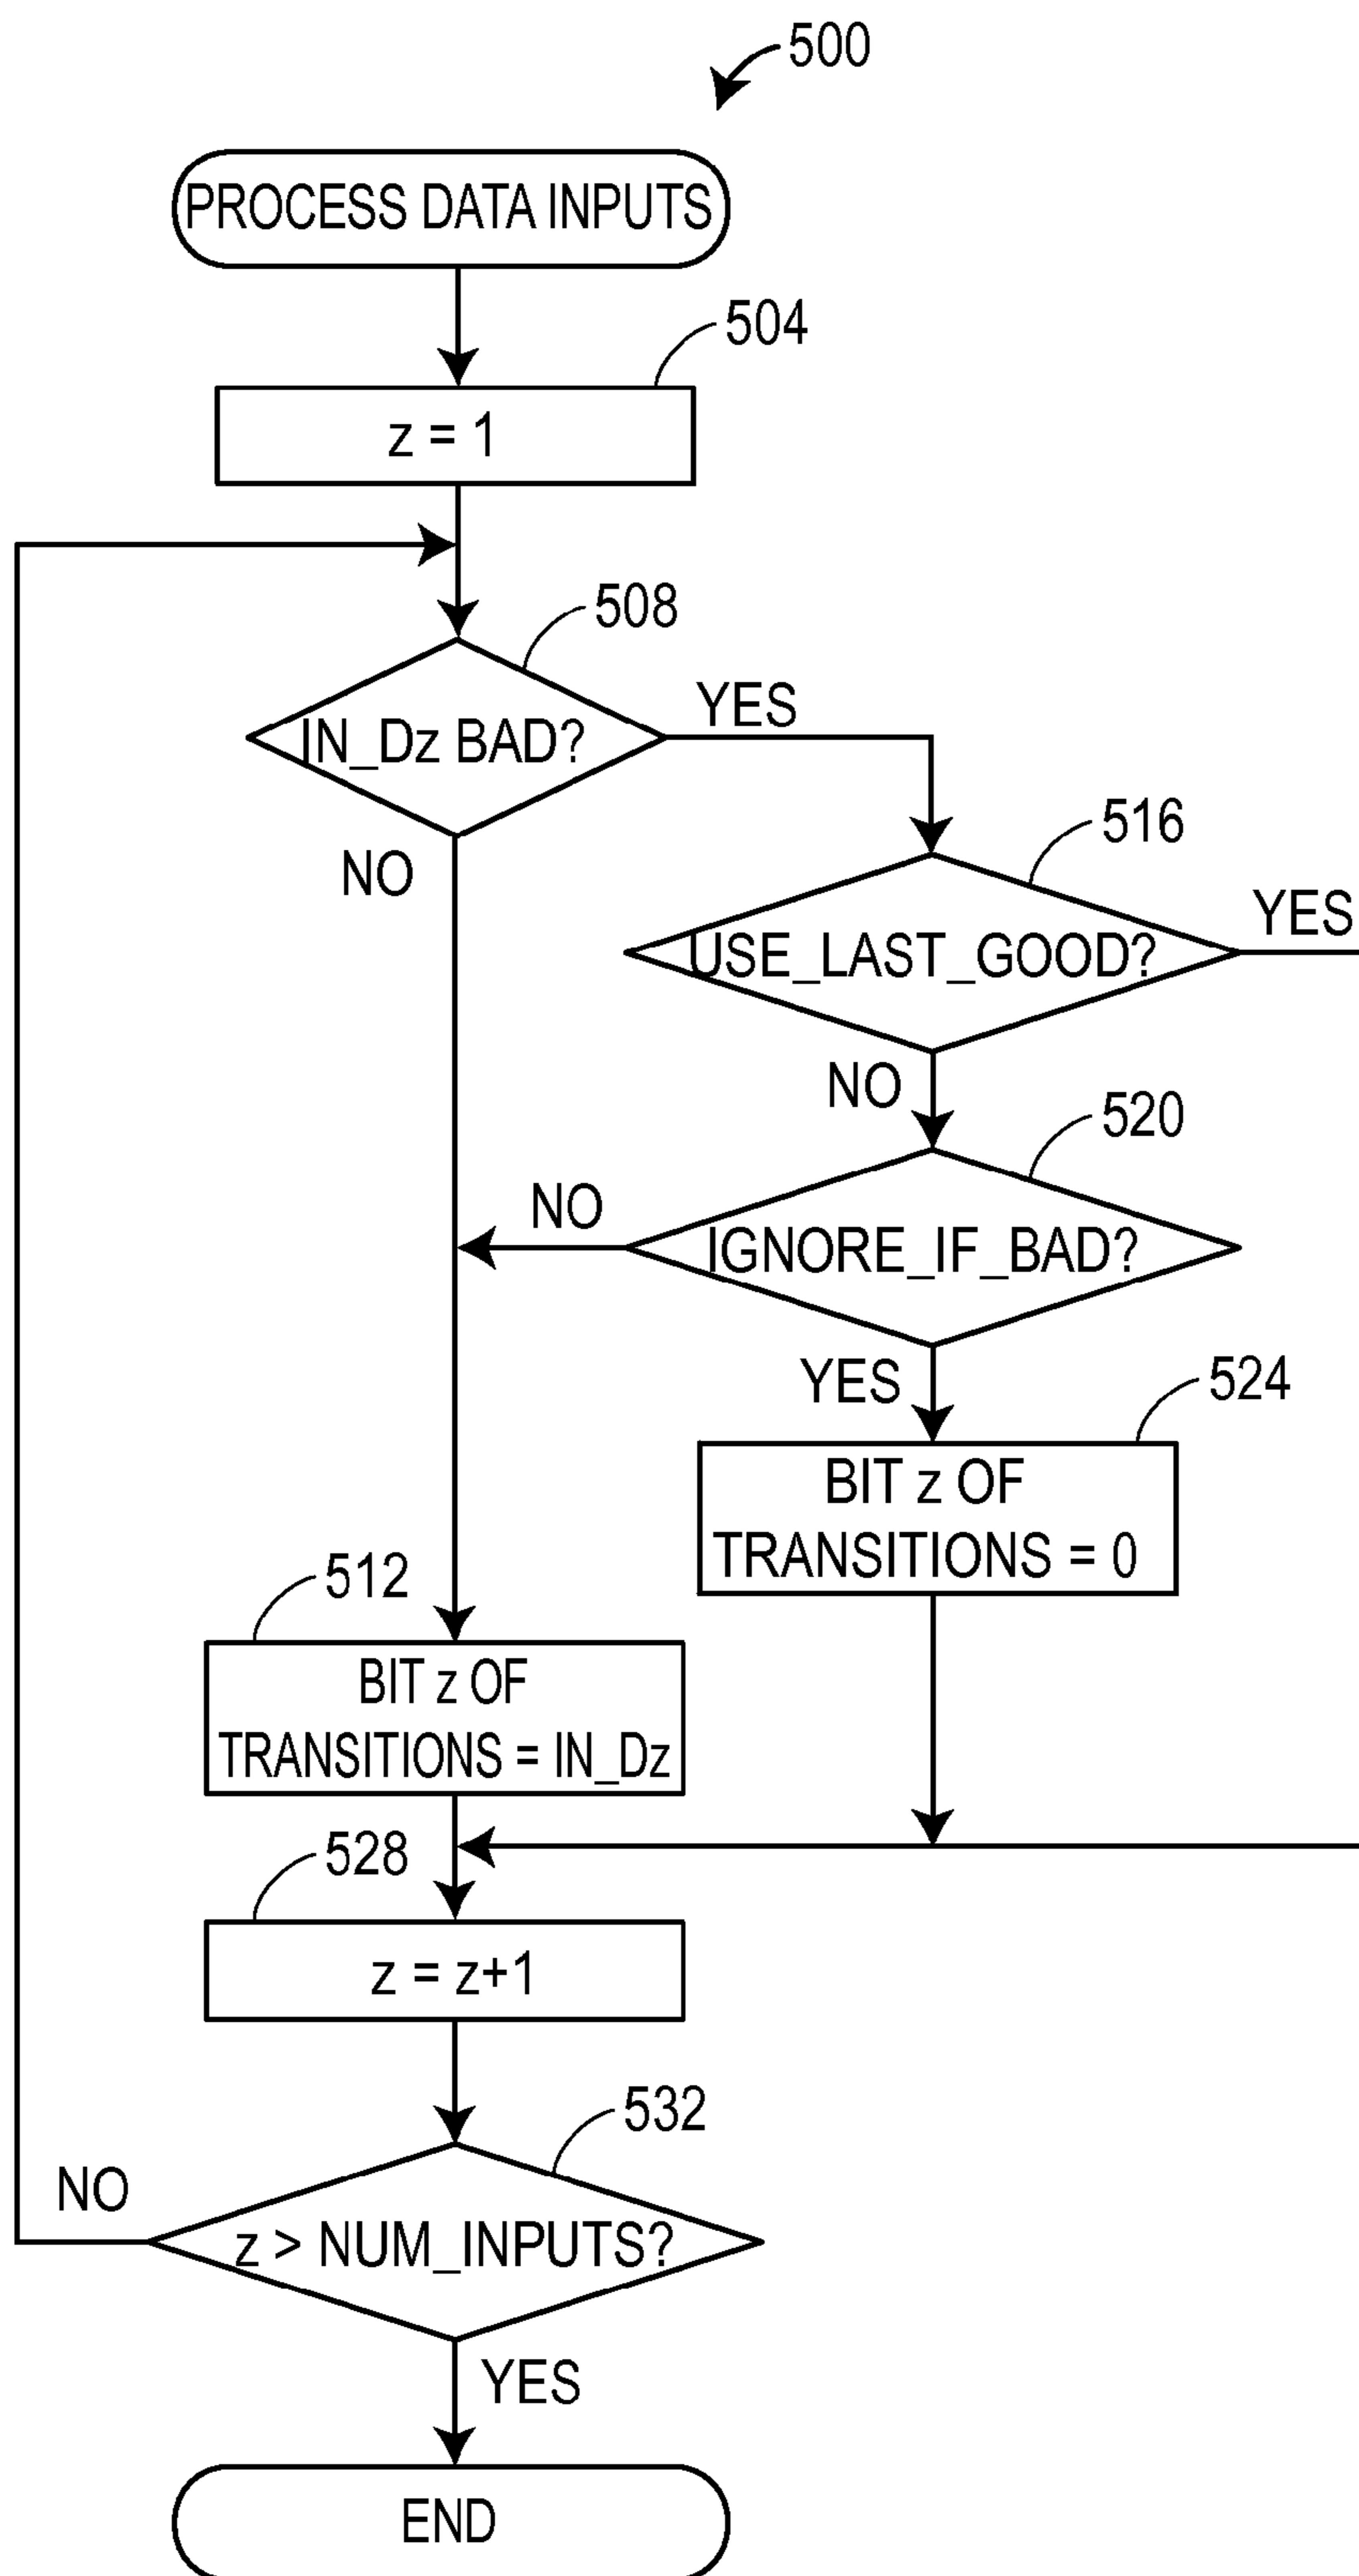 500
PROCESS DATA INPUTS
504
z = 1
508
IN_Dz BAD?
YES
NO
516
USE_LAST_GOOD?
YES
NO
520
IGNORE_IF_BAD?
NO
YES
524
BIT z OF
TRANSITIONS = 0
512
BIT z OF
TRANSITIONS = IN_Dz
528
z = z+1
532
z > NUM_INPUTS?
NO
YES
END